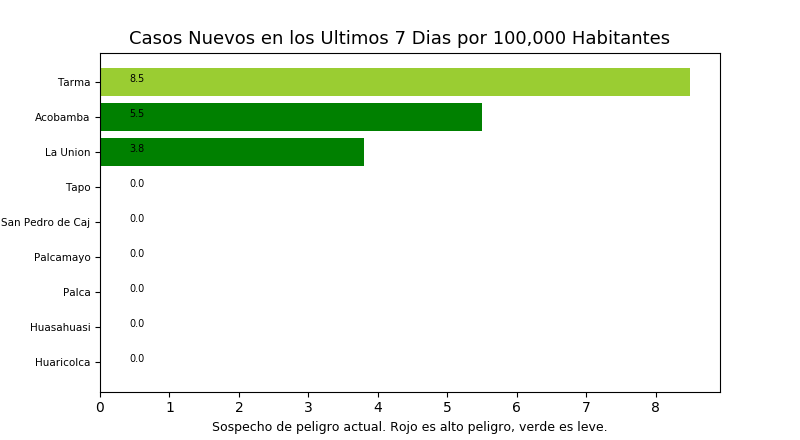 Casos Nuevos en los Ultimos 7 Dias por 100,000 Habitantes
Tarma 8.5
Acobamba 5.5
La Union 3.8
Tapo 0.0
San Pedro de Caj 0.0
Palcamayo 0.0
Palca 0.0
Huasahuasi 0.0
Huaricolca 0.0
0 1 2 3 4 5 6 7 8
Sospecho de peligro actual. Rojo es alto peligro, verde es leve.